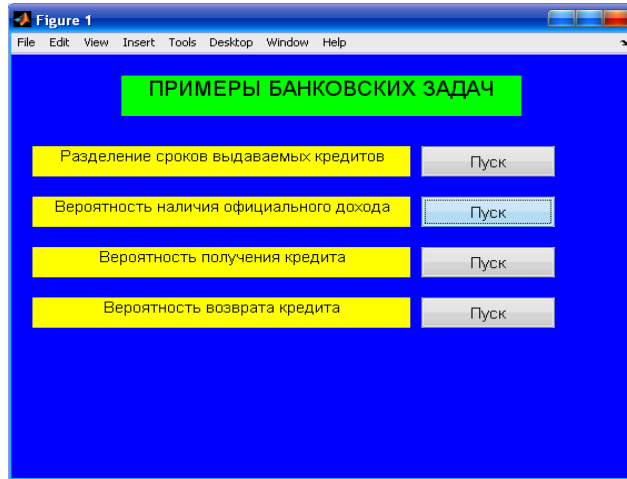 Figure 1
File Edit View Insert Tools Desktop Window Help
ПРИМЕРЫ БАНКОВСКИХ ЗАДАЧ
Разделение сроков выдаваемых кредитов Пуск
Вероятность наличия официального дохода Пуск
Вероятность получения кредита Пуск
Вероятность возврата кредита Пуск